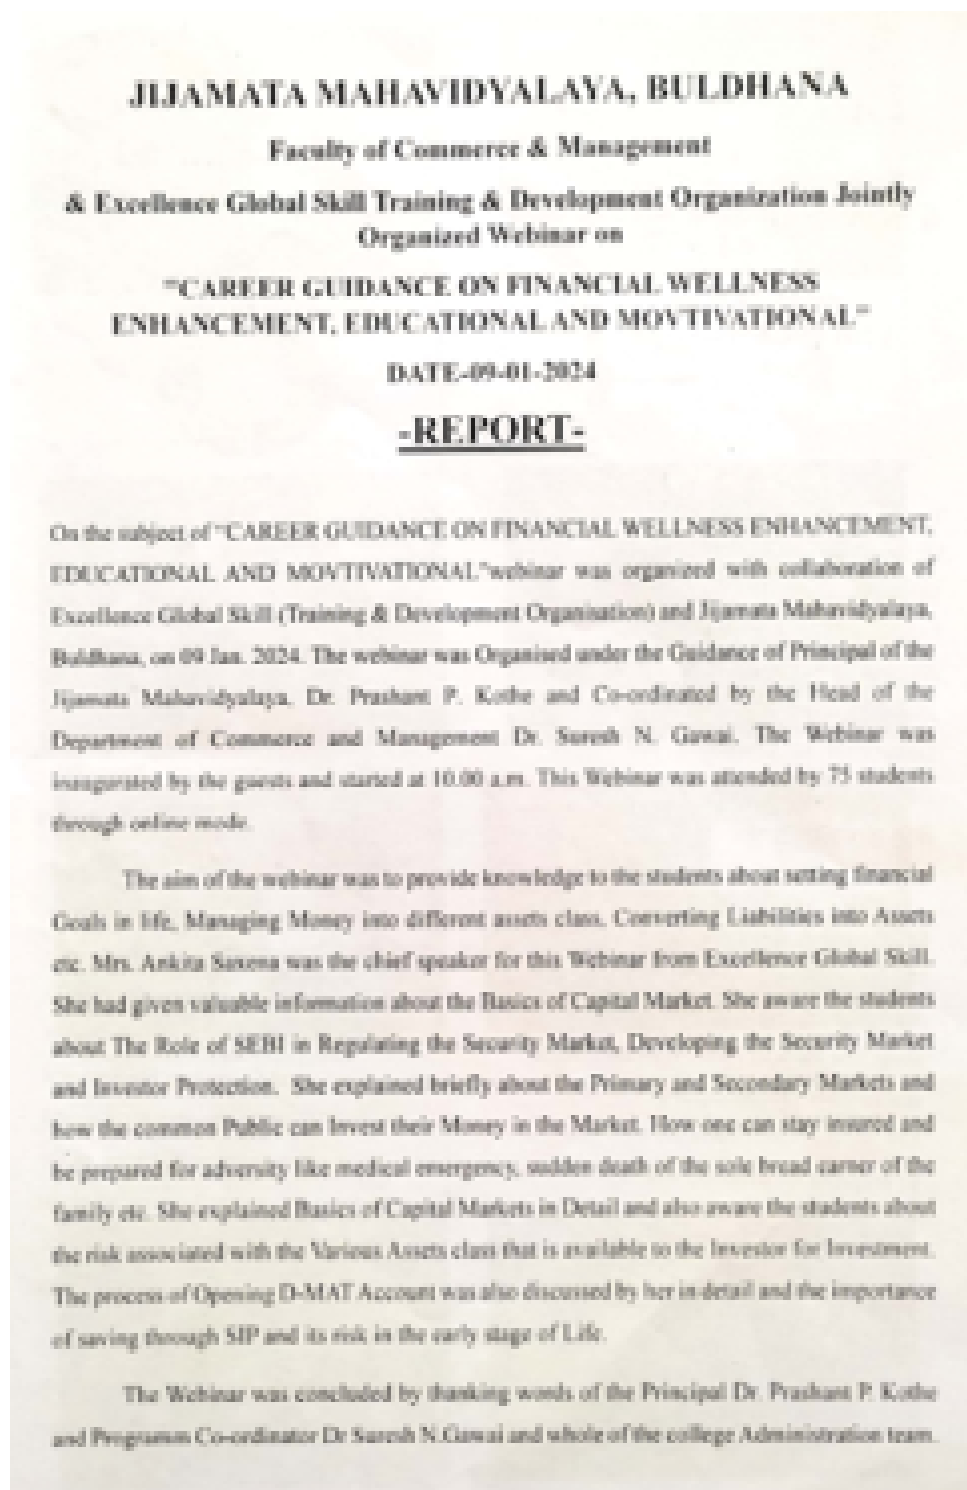 JIJAMATA MAHAVIDYALAYA, BULDHANA
Faculty of Commerce & Management
& Excellence Global Skill Training & Development Organization Jointly
Organized Webinar on
"CAREER GUIDANCE ON FINANCIAL WELLNESS
ENHANCEMENT, EDUCATIONAL AND MOVTIVATIONAL"
DATE-09-01-2024
-REPORT-
On the subject of "CAREER GUIDANCE ON FINANCIAL WELLNESS ENHANCEMENT,
EDUCATIONAL AND MOVTIVATIONAL"webinar was organized with collaboration of
Excellence Global Skill (Training & Development Organisation) and Jijamata Mahavidyalaya,
Buldhana, on 09 Jan. 2024. The webinar was Organised under the Guidance of Principal of the
Jijamata Mahavidyalaya, Dr. Prashant P. Kothe and Co-ordinated by the Head of the
Department of Commerce and Management Dr. Suresh N. Gawai. The Webinar was
inaugurated by the guests and started at 10.00 a.m. This Webinar was attended by 75 students
through online mode.
The aim of the webinar was to provide knowledge to the students about setting financial
Goals in life, Managing Money into different assets class, Converting Liabilities into Assets
etc. Mrs. Ankita Saxena was the chief speaker for this Webinar from Excellence Global Skill.
She had given valuable information about the Basics of Capital Market. She aware the students
about The Role of SEBI in Regulating the Security Market, Developing the Security Market
and Investor Protection. She explained briefly about the Primary and Secondary Markets and
how the common Public can Invest their Money in the Market. How one can stay insured and
be prepared for adversity like medical emergency, sudden death of the sole bread earner of the
family etc. She explained Basics of Capital Markets in Detail and also aware the students about
the risk associated with the Various Assets class that is available to the Investor for Investment.
The process of Opening D-MAT Account was also discussed by her in detail and the importance
of saving through SIP and its risk in the early stage of Life.
The Webinar was concluded by thanking words of the Principal Dr. Prashant P. Kothe
and Programm Co-ordinator Dr Suresh N.Gawai and whole of the college Administration team.